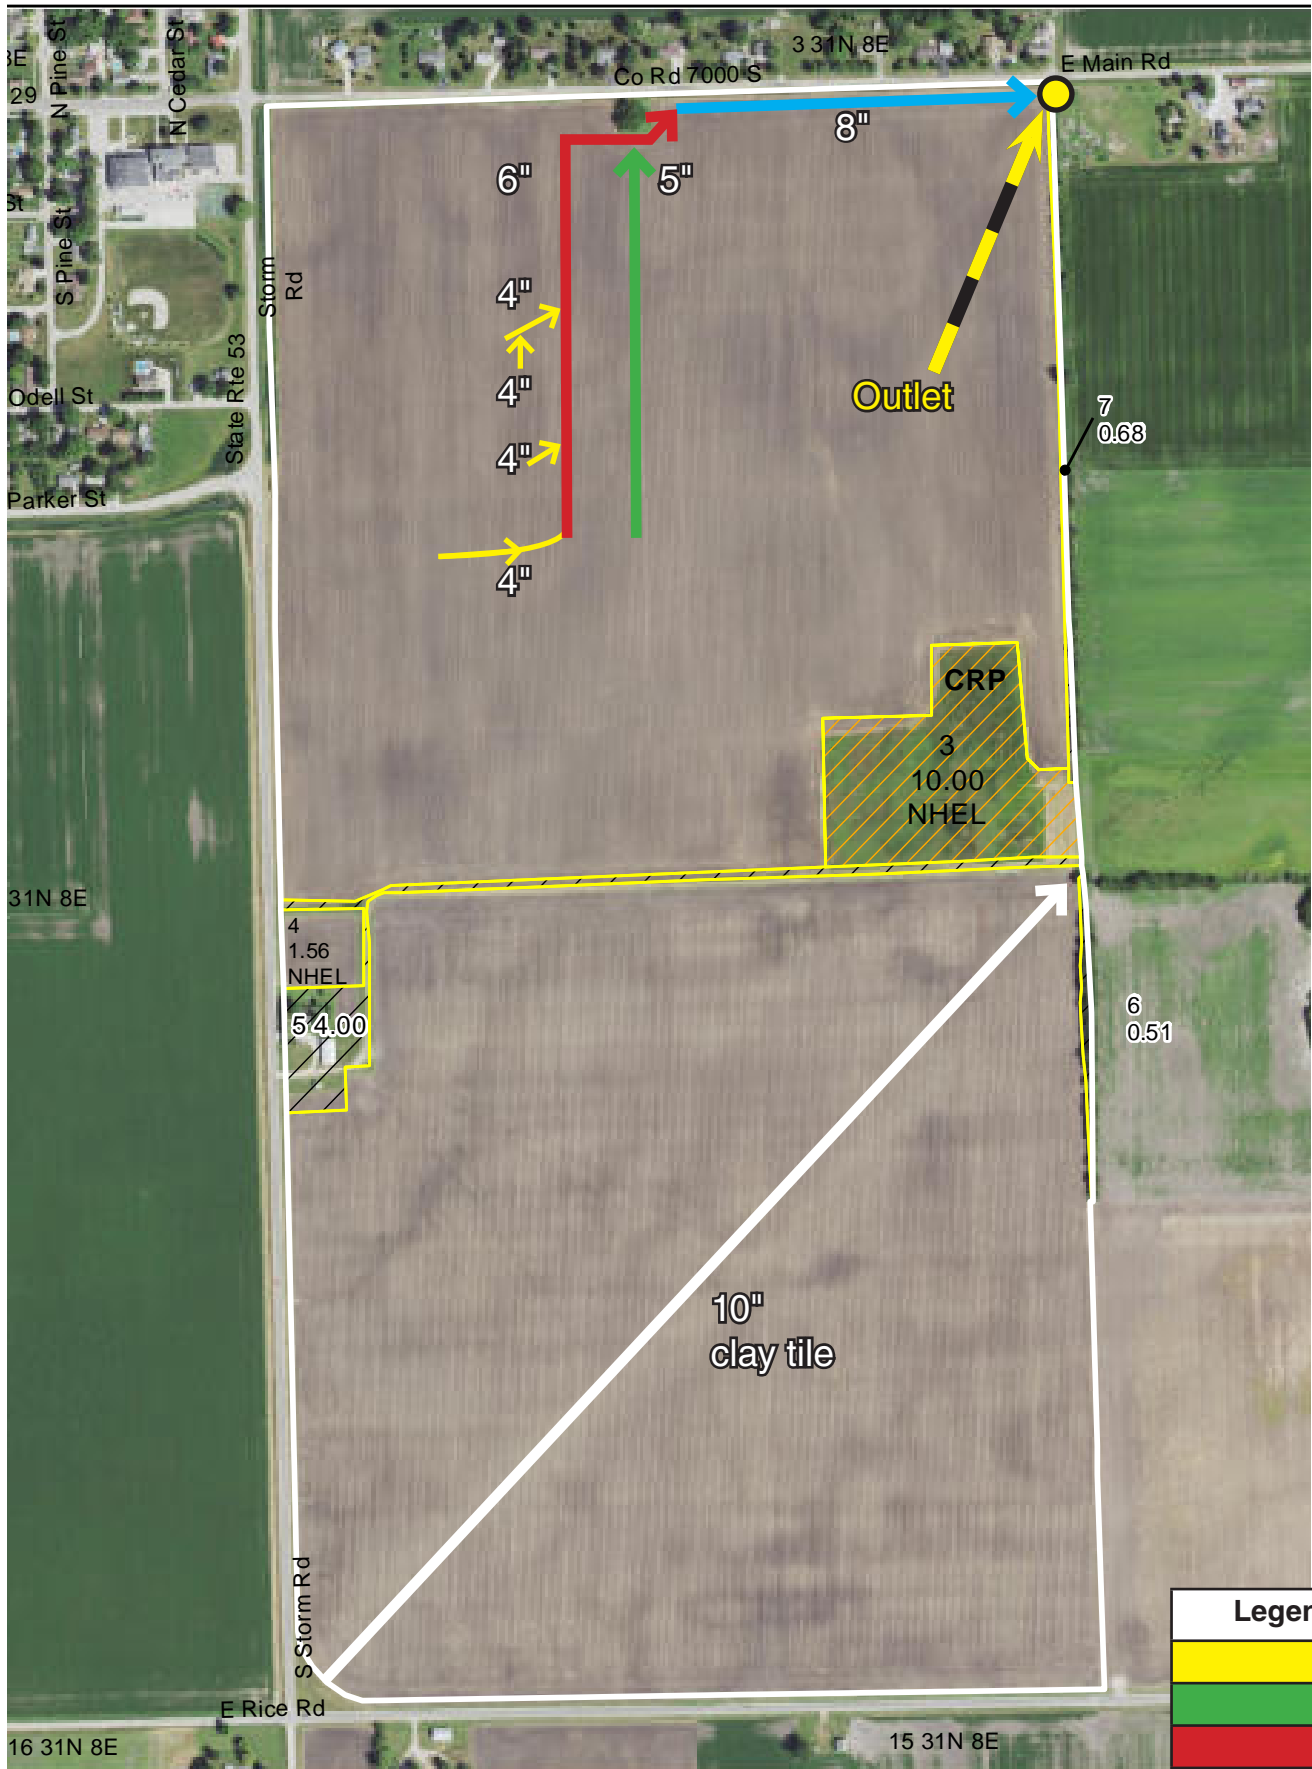 3 31N 8E
E Main Rd
Co Rd 7000 S
8E
29
N Pine St
N Cedar St
8"
6"
5"
St
S Pine St
Storm
Rd
4"
State Rte 53
4"
Odell St
Outlet
7
0.68
4"
Parker St
4"
CRP
3
10.00
NHEL
31N 8E
4
1.56
NHEL
5 4.00
6
0.51
10"
clay tile
S Storm Rd
E Rice Rd
16 31N 8E
15 31N 8E
Leger